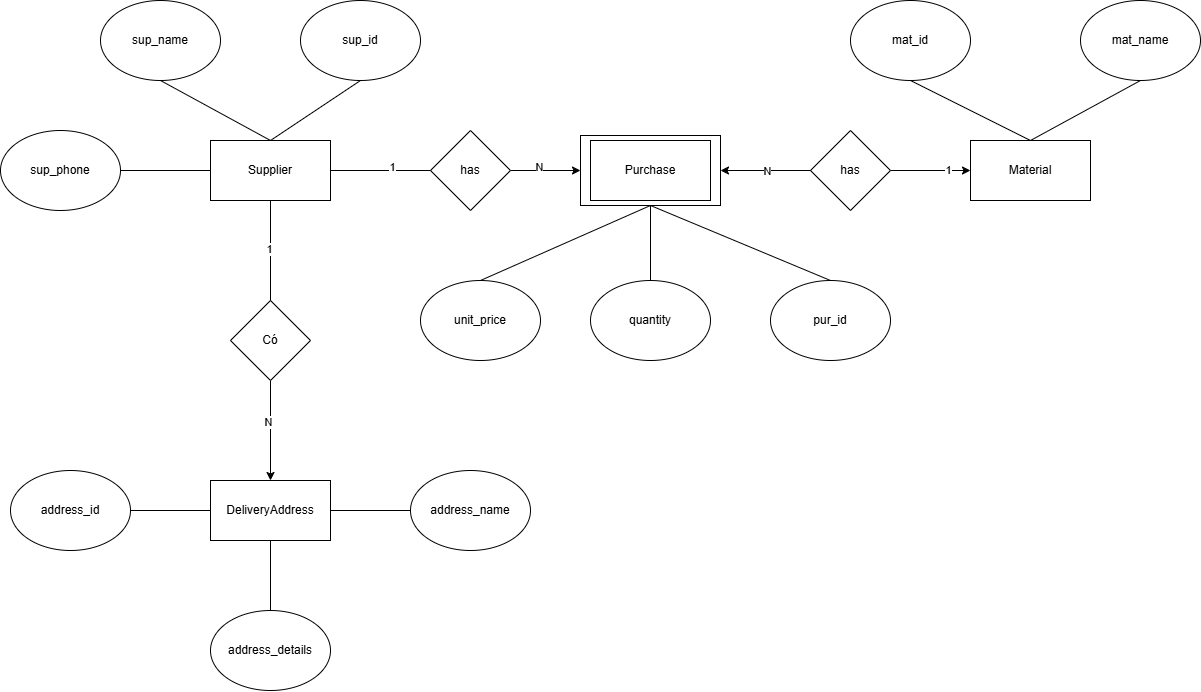 sup_name
sup_id
mat_id
mat_name
sup_phone
Supplier
1
has
N
Purchase
N
has
1
Material
1
unit_price
quantity
pur_id
Có
N
address_id
DeliveryAddress
address_name
address_details